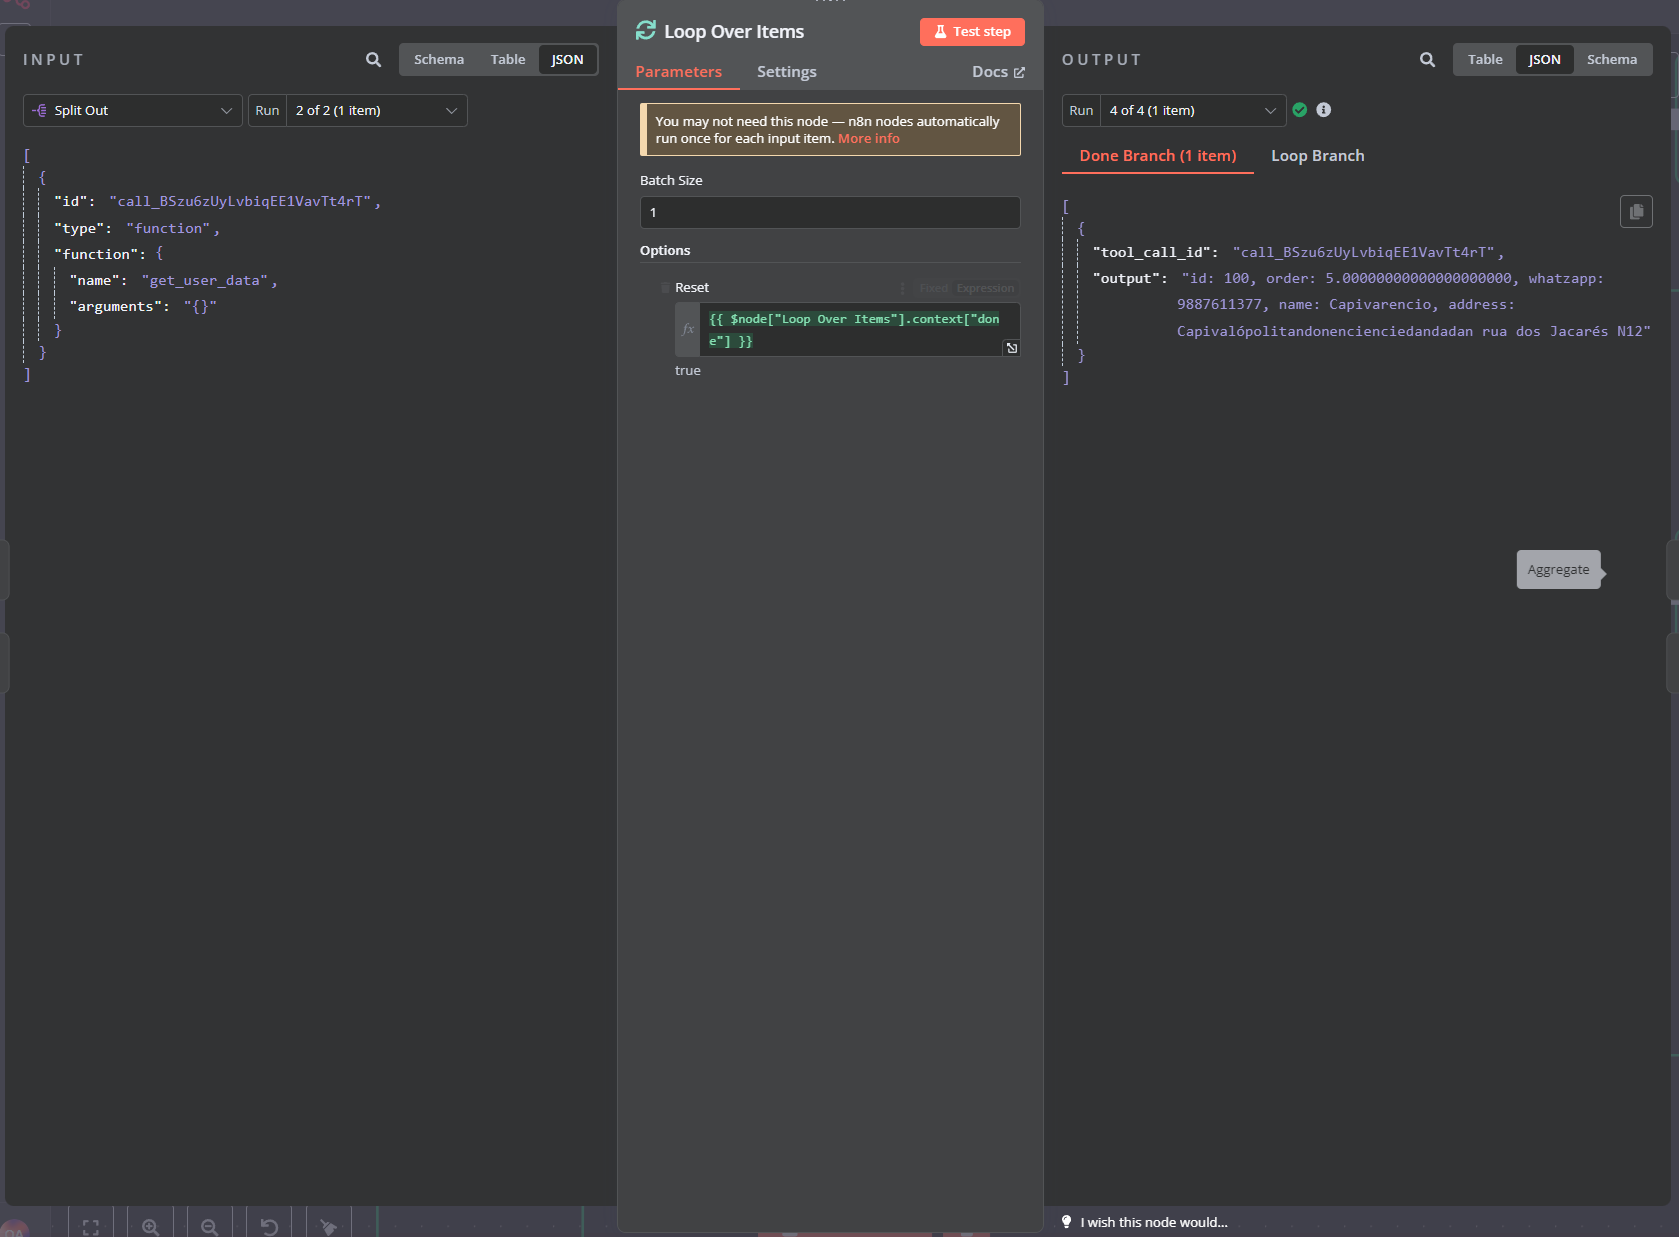 INPUT
Schema Table JSON
Split Out
Run 2 of 2 (1 item)
[
{
"id": "call_BSzu6zUyLvbiqEE1VavTt4rT",
"type": "function",
"function": {
"name": "get_user_data",
"arguments": "{}"
}
}
]
Loop Over Items
Test step
Parameters Settings Docs
You may not need this node — n8n nodes automatically
run once for each input item. More info
Batch Size
1
Options
Reset
Fixed Expression
fx
{{ $node["Loop Over Items"].context["don
e"] }}
true
OUTPUT
Table JSON Schema
Run 4 of 4 (1 item)
Done Branch (1 item) Loop Branch
[
{
"tool_call_id": "call_BSzu6zUyLvbiqEE1VavTt4rT",
"output": "id: 100, order: 5.00000000000000000000, whatzapp:
9887611377, name: Capivarencio, address:
Capivalópolitandonencienciedandadan rua dos Jacarés N12"
}
]
Aggregate
I wish this node would...